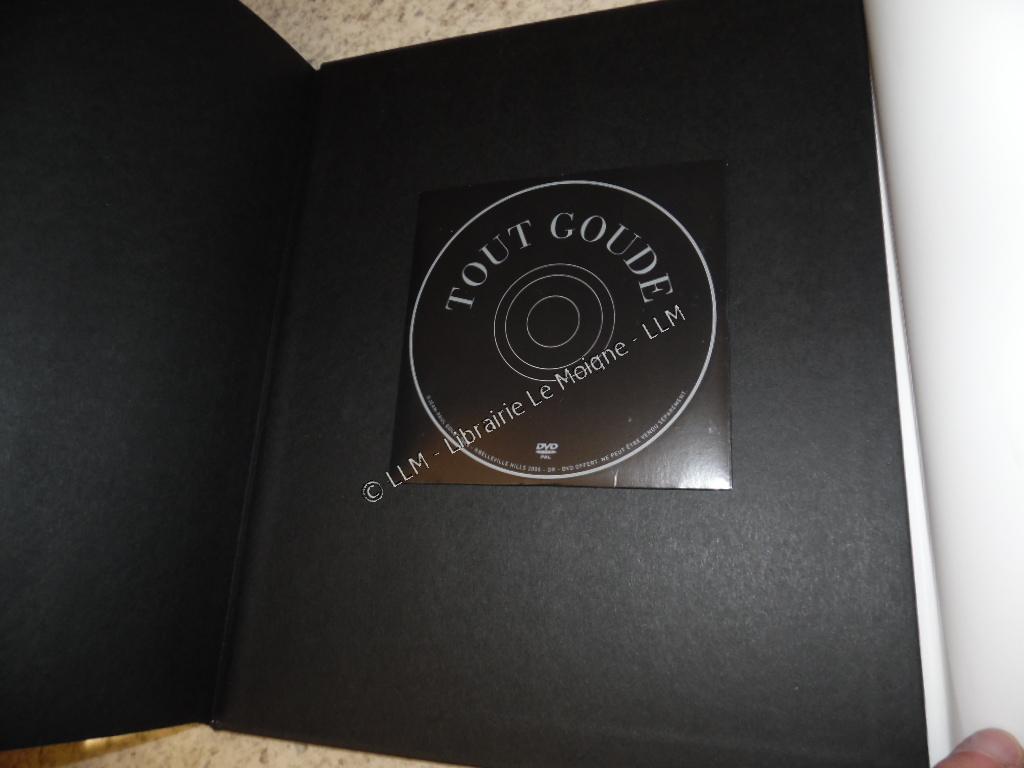 TOUT GOUDE
DVD
PAL
©BELLEVILLE HILLS 2005 - DR - DVD OFFERT NE PEUT ÊTRE VENDU SÉPARÉMENT
© LLM - Librairie Le Moigne - LLM